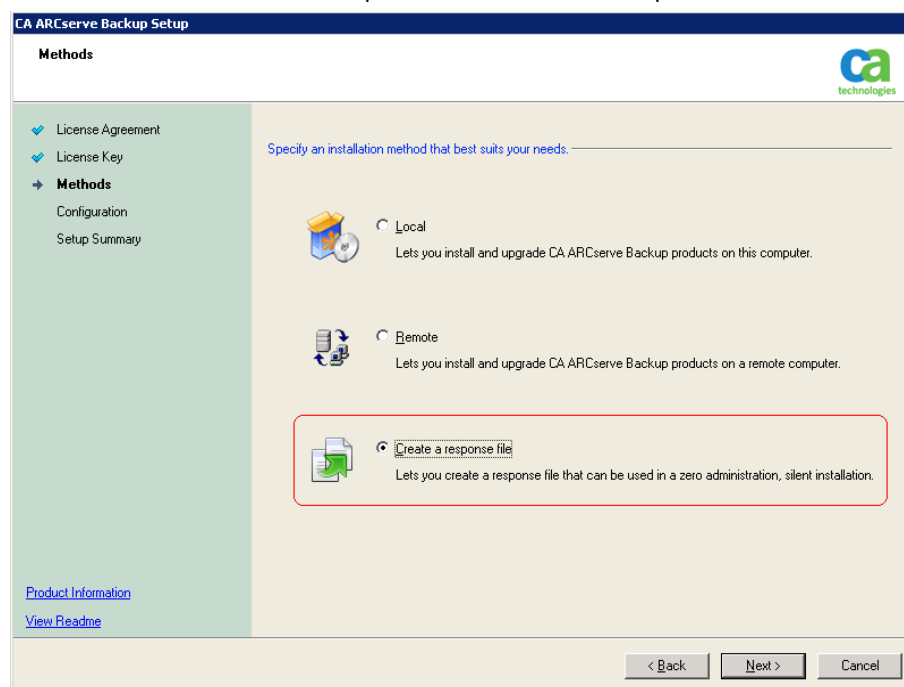 CA ARCserve Backup Setup
Methods
ca
technologies
License Agreement
License Key
Methods
Configuration
Setup Summary
Product Information
View Readme
Specify an installation method that best suits your needs.
Local
Lets you install and upgrade CA ARCserve Backup products on this computer.
Remote
Lets you install and upgrade CA ARCserve Backup products on a remote computer.
Create a response file
Lets you create a response file that can be used in a zero administration, silent installation.
< Back
Next >
Cancel